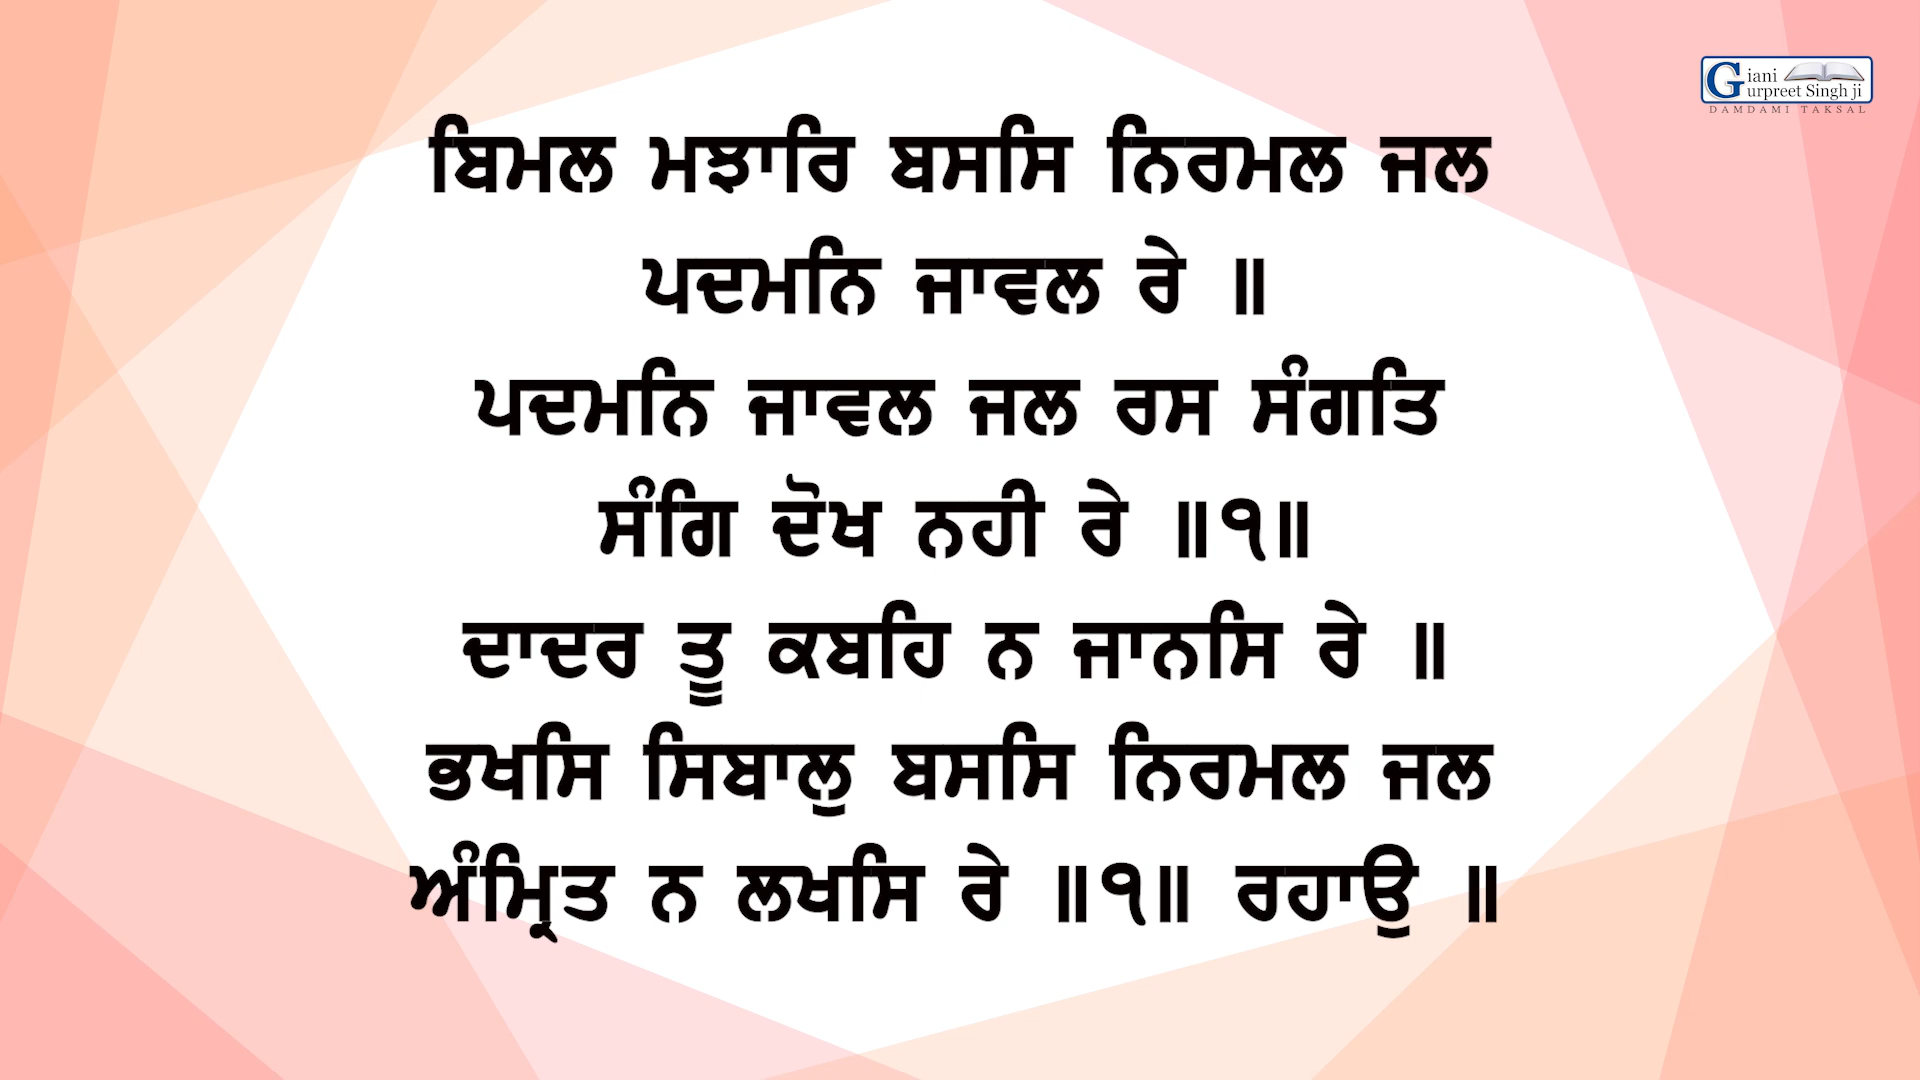 Giani
Gurpreet Singh ji
DAMDAMI TAKSAL
ਬਿਮਲ ਮਝਾਰਿ ਬਸਸਿ ਨਿਰਮਲ ਜਲ
ਪਦਮਨਿ ਜਾਵਲ ਰੇ ॥
ਪਦਮਨਿ ਜਾਵਲ ਜਲ ਰਸ ਸੰਗਤਿ
ਸੰਗਿ ਦੋਖ ਨਹੀ ਰੇ ॥੧॥
ਦਾਦਰ ਤੂ ਕਬਹਿ ਨ ਜਾਨਸਿ ਰੇ ॥
ਭਖਸਿ ਸਿਬਾਲੁ ਬਸਸਿ ਨਿਰਮਲ ਜਲ
ਅੰਮ੍ਰਿਤ ਨ ਲਖਸਿ ਰੇ ॥੧॥ ਰਹਾਉ ॥